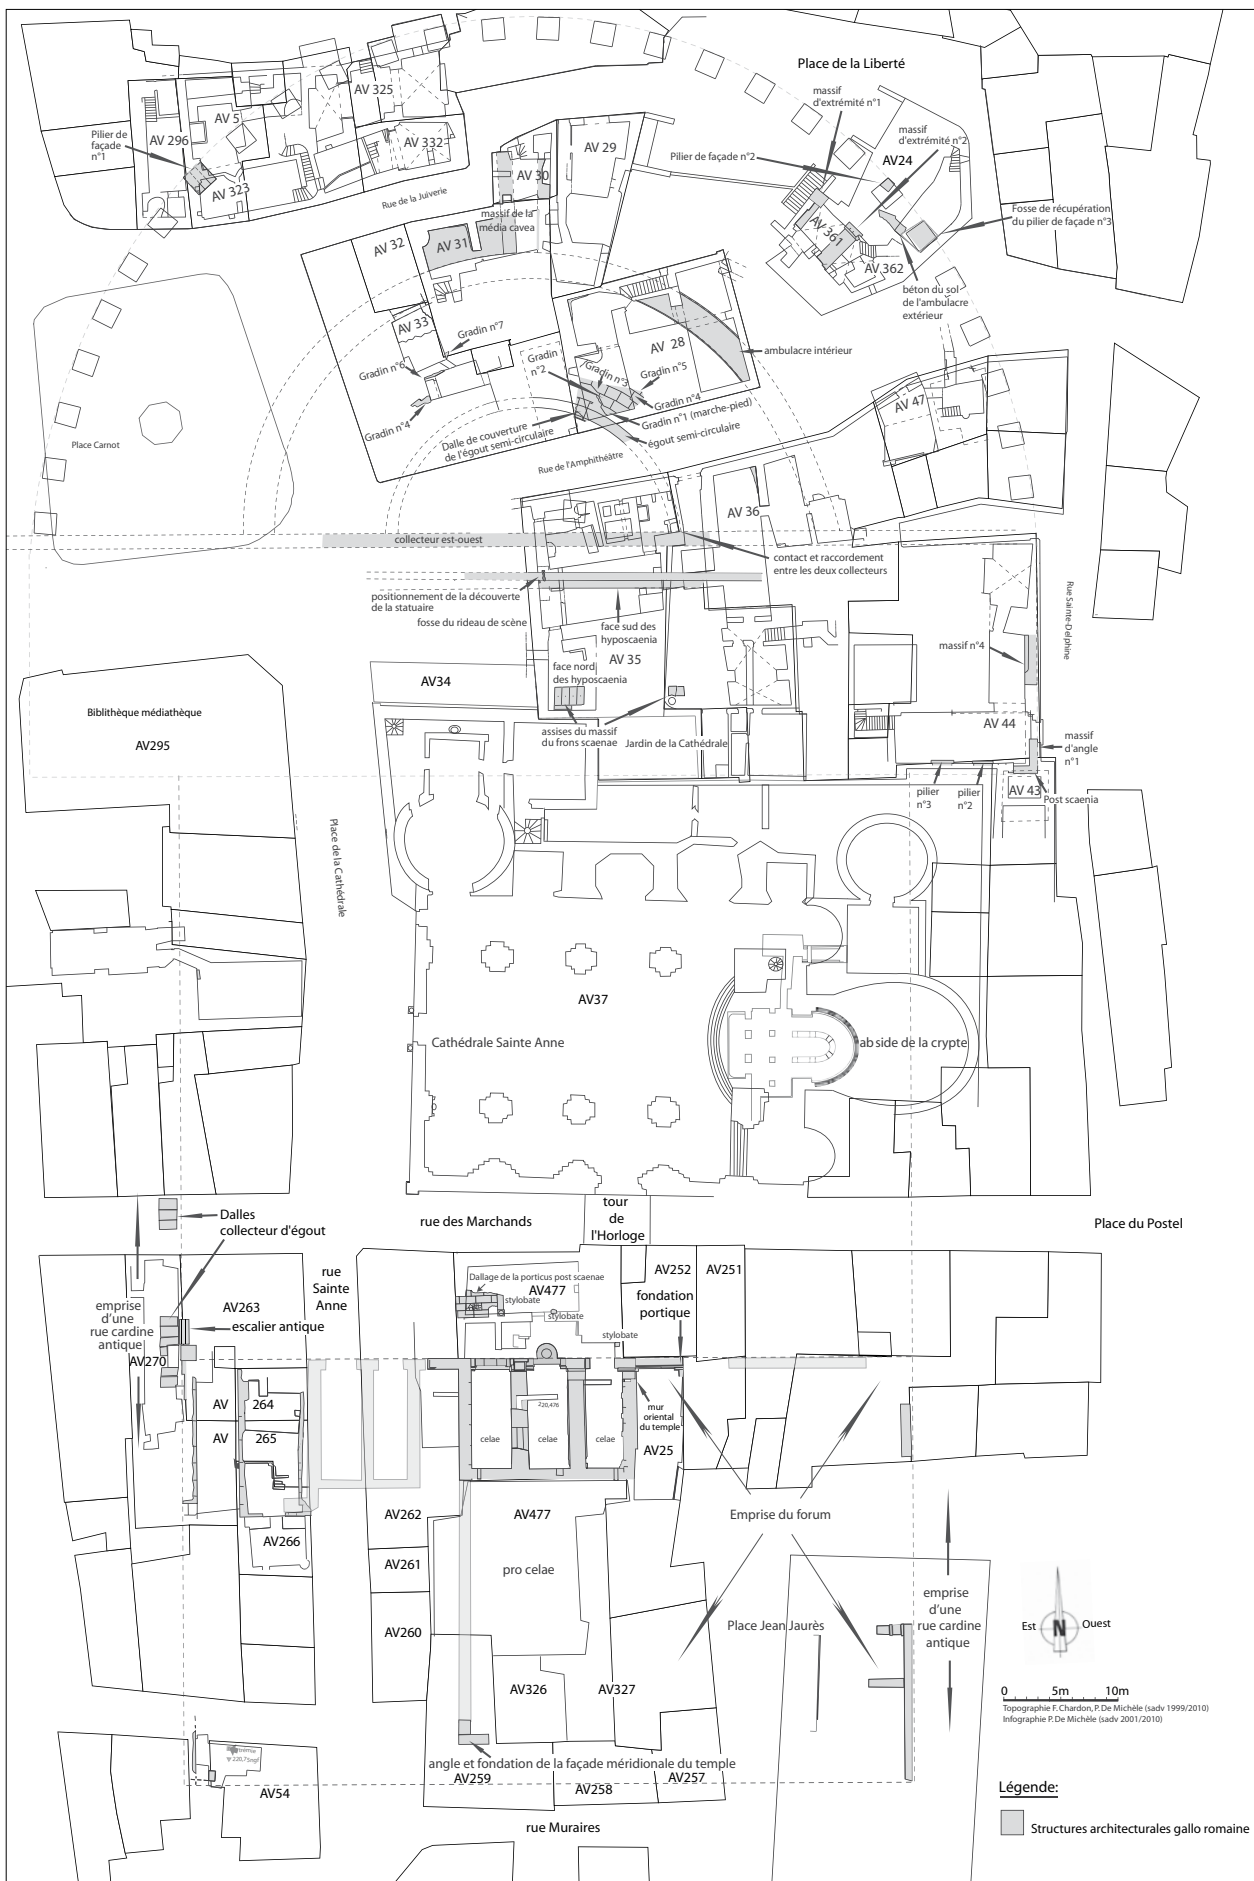 Place de la Liberté
massif
d'extrémité n°1
massif
d'extrémité n°2
AV 325
AV 5
AV 296
Pilier de
façade
n°1
AV 332
AV 323
AV 29
AV 30
Pilier de façade n°2
AV24
Rue de la Juiverie
massif de la
média cavea
Fosse de récupération
du pilier de façade n°3
AV 361
AV 362
AV 32
AV 31
béton du sol
de l'ambulacre
extérieur
AV 33
Gradin n°7
Gradin n°6
Gradin
n°2
Gradin n°3
AV 28
Gradin n°5
ambulacre intérieur
Gradin n°4
Gradin n°4
Gradin n°1 (marche-pied)
Dalle de couverture
de l'égout semi-circulaire
égout semi-circulaire
AV 47
Place Carnot
Rue de l'Amphithéâtre
AV 36
collecteur est-ouest
contact et raccordement
entre les deux collecteurs
positionnement de la découverte
de la statuaire
fosse du rideau de scène
face sud des
hyposcaenia
Rue Sainte-Delphine
massif n°4
face nord
des hyposcaenia
AV 35
AV34
Biblithèque médiathèque
AV295
assises du massif
du frons scaenae
Jardin de la Cathédrale
AV 44
massif
d'angle
n°1
pilier
n°3
pilier
n°2
AV 43
Post scaenia
Place de la Cathédrale
AV37
Cathédrale Sainte Anne
ab side de la crypte
Dalles
collecteur d'égout
rue des Marchands
tour
de
l'Horloge
Place du Postel
rue
Sainte
Anne
Dallage de la porticus post scaenae
AV477
stylobate
stylobate
stylobate
AV252
AV251
fondation
portique
emprise
d'une
rue cardine
antique
AV263
escalier antique
AV270
AV
264
AV
265
220,476
celae
celae
celae
mur
oriental
du temple
AV25
AV262
AV477
Emprise du forum
AV266
AV261
pro celae
AV260
Place Jean Jaurès
emprise
d'une
rue cardine
antique
Est
N
Ouest
AV326
AV327
0
5m
10m
Topographie F. Chardon, P. De Michèle (sadv 1999/2010)
Infographie P. De Michèle (sadv 2001/2010)
angle et fondation de la façade méridionale du temple
AV259
AV258
AV257
AV54
rue Muraires
Légende:
Structures architecturales gallo romaine